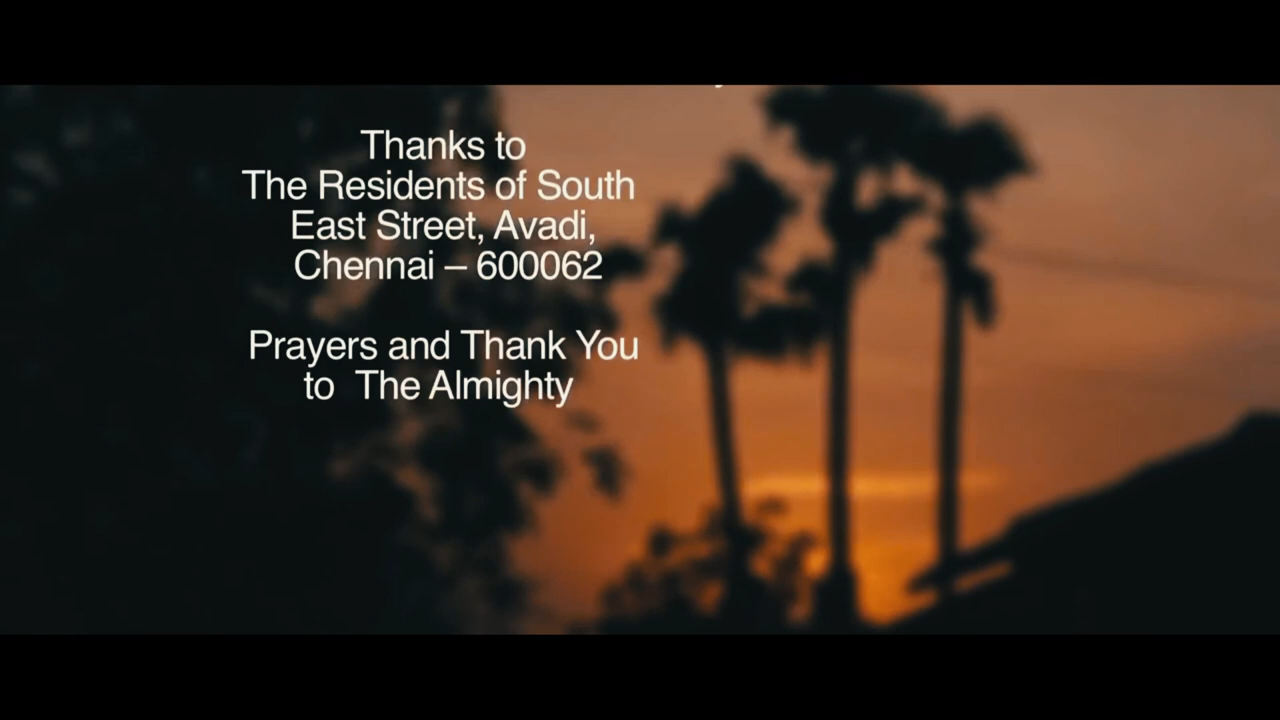 Thanks to
The Residents of South
East Street, Avadi,
Chennai – 600062
Prayers and Thank You
to The Almighty